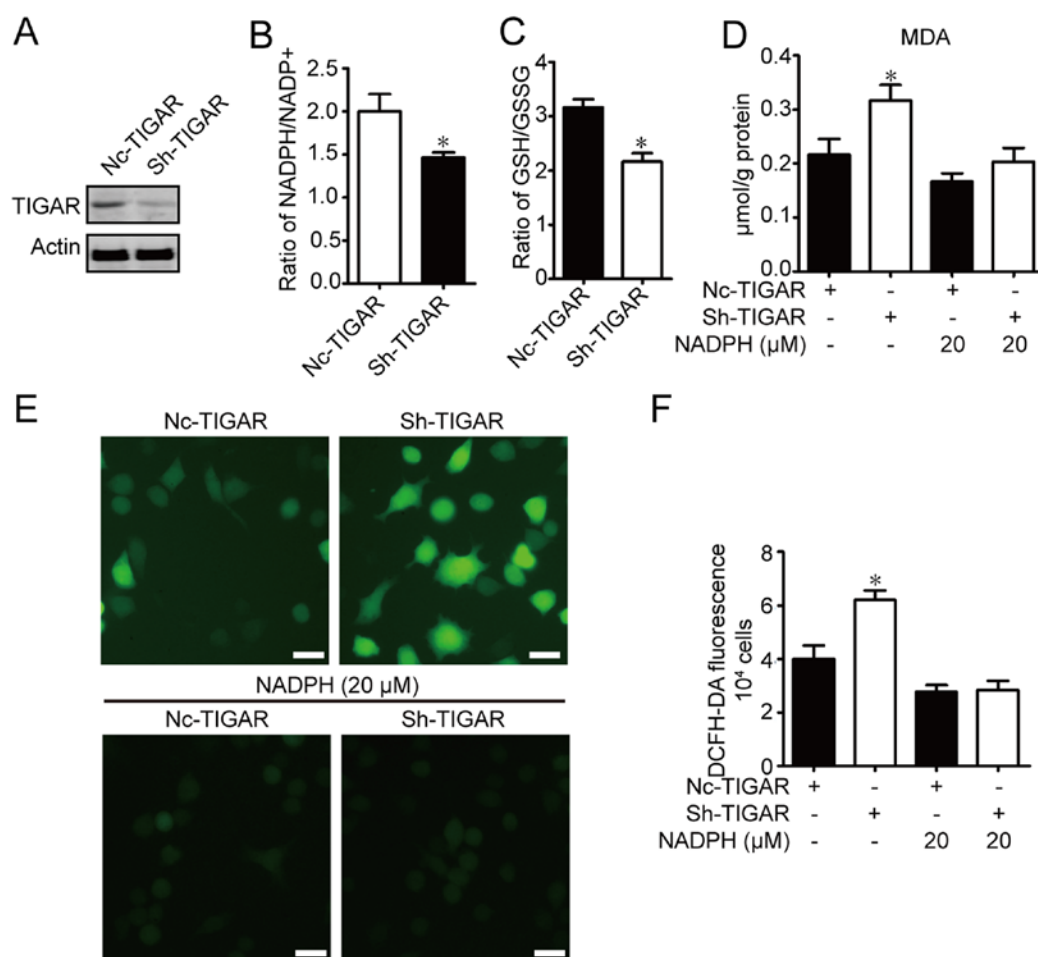 A
Nc-TIGAR
Sh-TIGAR
TIGAR
Actin
B
Ratio of NADPH/NADP+
2.5
2.0
1.5
1.0
0.5
0.0
*
Nc-TIGAR
Sh-TIGAR
C
Ratio of GSH/GSSG
4
3
2
1
0
*
Nc-TIGAR
Sh-TIGAR
D
MDA
µmol/g protein
0.4
0.3
0.2
0.1
0.0
*
Nc-TIGAR + - + -
Sh-TIGAR - + - +
NADPH (µM) - - 20 20
E
Nc-TIGAR Sh-TIGAR
NADPH (20 µM)
Nc-TIGAR Sh-TIGAR
F
DCFH-DA fluorescence
10⁴ cells
8
6
4
2
0
*
Nc-TIGAR + - + -
Sh-TIGAR - + - +
NADPH (µM) - - 20 20